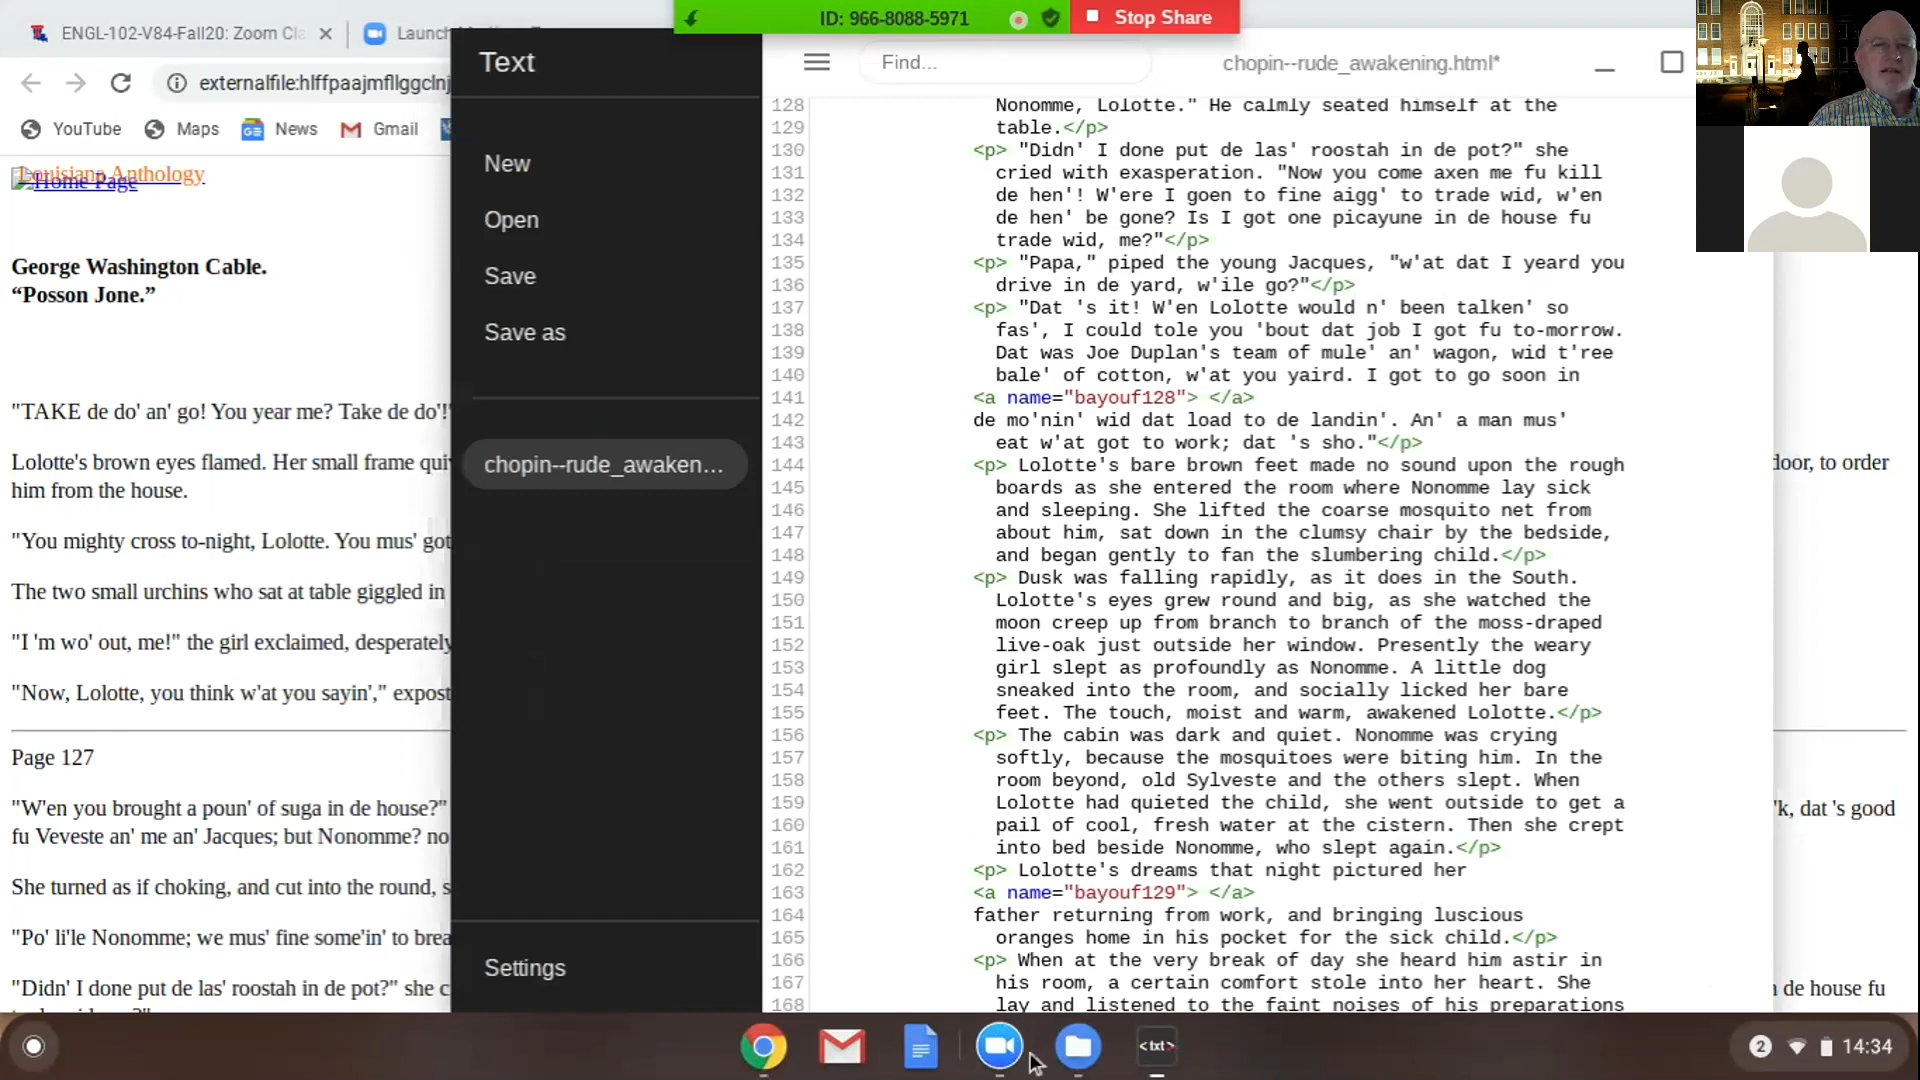 ID: 966-8088-5971
Stop Share
ENGL-102-V84-Fall20: Zoom Cla
Launch
externalfile:hlffpaajmfllggclnj
YouTube
Maps
News
Gmail
Louisiana Anthology
Home Page
George Washington Cable.
“Posson Jone.”
"TAKE de do' an' go! You year me? Take de do'!"
Lolotte's brown eyes flamed. Her small frame qui
door, to order
him from the house.
"You mighty cross to-night, Lolotte. You mus' got
The two small urchins who sat at table giggled in
"I 'm wo' out, me!" the girl exclaimed, desperately
"Now, Lolotte, you think w'at you sayin'," expost
Page 127
"W'en you brought a poun' of suga in de house?"
'k, dat 's good
fu Veveste an' me an' Jacques; but Nonomme? no
She turned as if choking, and cut into the round, s
"Po' li'le Nonomme; we mus' fine some'in' to brea
"Didn' I done put de las' roostah in de pot?" she c
n de house fu
Text
New
Open
Save
Save as
chopin--rude_awaken...
Settings
Find...
chopin--rude_awakening.html*
128 Nonomme, Lolotte." He calmly seated himself at the
129 table.</p>
130 <p> "Didn' I done put de las' roostah in de pot?" she
131 cried with exasperation. "Now you come axen me fu kill
132 de hen'! W'ere I goen to fine aigg' to trade wid, w'en
133 de hen' be gone? Is I got one picayune in de house fu
134 trade wid, me?"</p>
135 <p> "Papa," piped the young Jacques, "w'at dat I yeard you
136 drive in de yard, w'ile go?"</p>
137 <p> "Dat 's it! W'en Lolotte would n' been talken' so
138 fas', I could tole you 'bout dat job I got fu to-morrow.
139 Dat was Joe Duplan's team of mule' an' wagon, wid t'ree
140 bale' of cotton, w'at you yaird. I got to go soon in
141 <a name="bayouf128"> </a>
142 de mo'nin' wid dat load to de landin'. An' a man mus'
143 eat w'at got to work; dat 's sho."</p>
144 <p> Lolotte's bare brown feet made no sound upon the rough
145 boards as she entered the room where Nonomme lay sick
146 and sleeping. She lifted the coarse mosquito net from
147 about him, sat down in the clumsy chair by the bedside,
148 and began gently to fan the slumbering child.</p>
149 <p> Dusk was falling rapidly, as it does in the South.
150 Lolotte's eyes grew round and big, as she watched the
151 moon creep up from branch to branch of the moss-draped
152 live-oak just outside her window. Presently the weary
153 girl slept as profoundly as Nonomme. A little dog
154 sneaked into the room, and socially licked her bare
155 feet. The touch, moist and warm, awakened Lolotte.</p>
156 <p> The cabin was dark and quiet. Nonomme was crying
157 softly, because the mosquitoes were biting him. In the
158 room beyond, old Sylveste and the others slept. When
159 Lolotte had quieted the child, she went outside to get a
160 pail of cool, fresh water at the cistern. Then she crept
161 into bed beside Nonomme, who slept again.</p>
162 <p> Lolotte's dreams that night pictured her
163 <a name="bayouf129"> </a>
164 father returning from work, and bringing luscious
165 oranges home in his pocket for the sick child.</p>
166 <p> When at the very break of day she heard him astir in
167 his room, a certain comfort stole into her heart. She
168 lay and listened to the faint noises of his preparations
<txt>
2
14:34